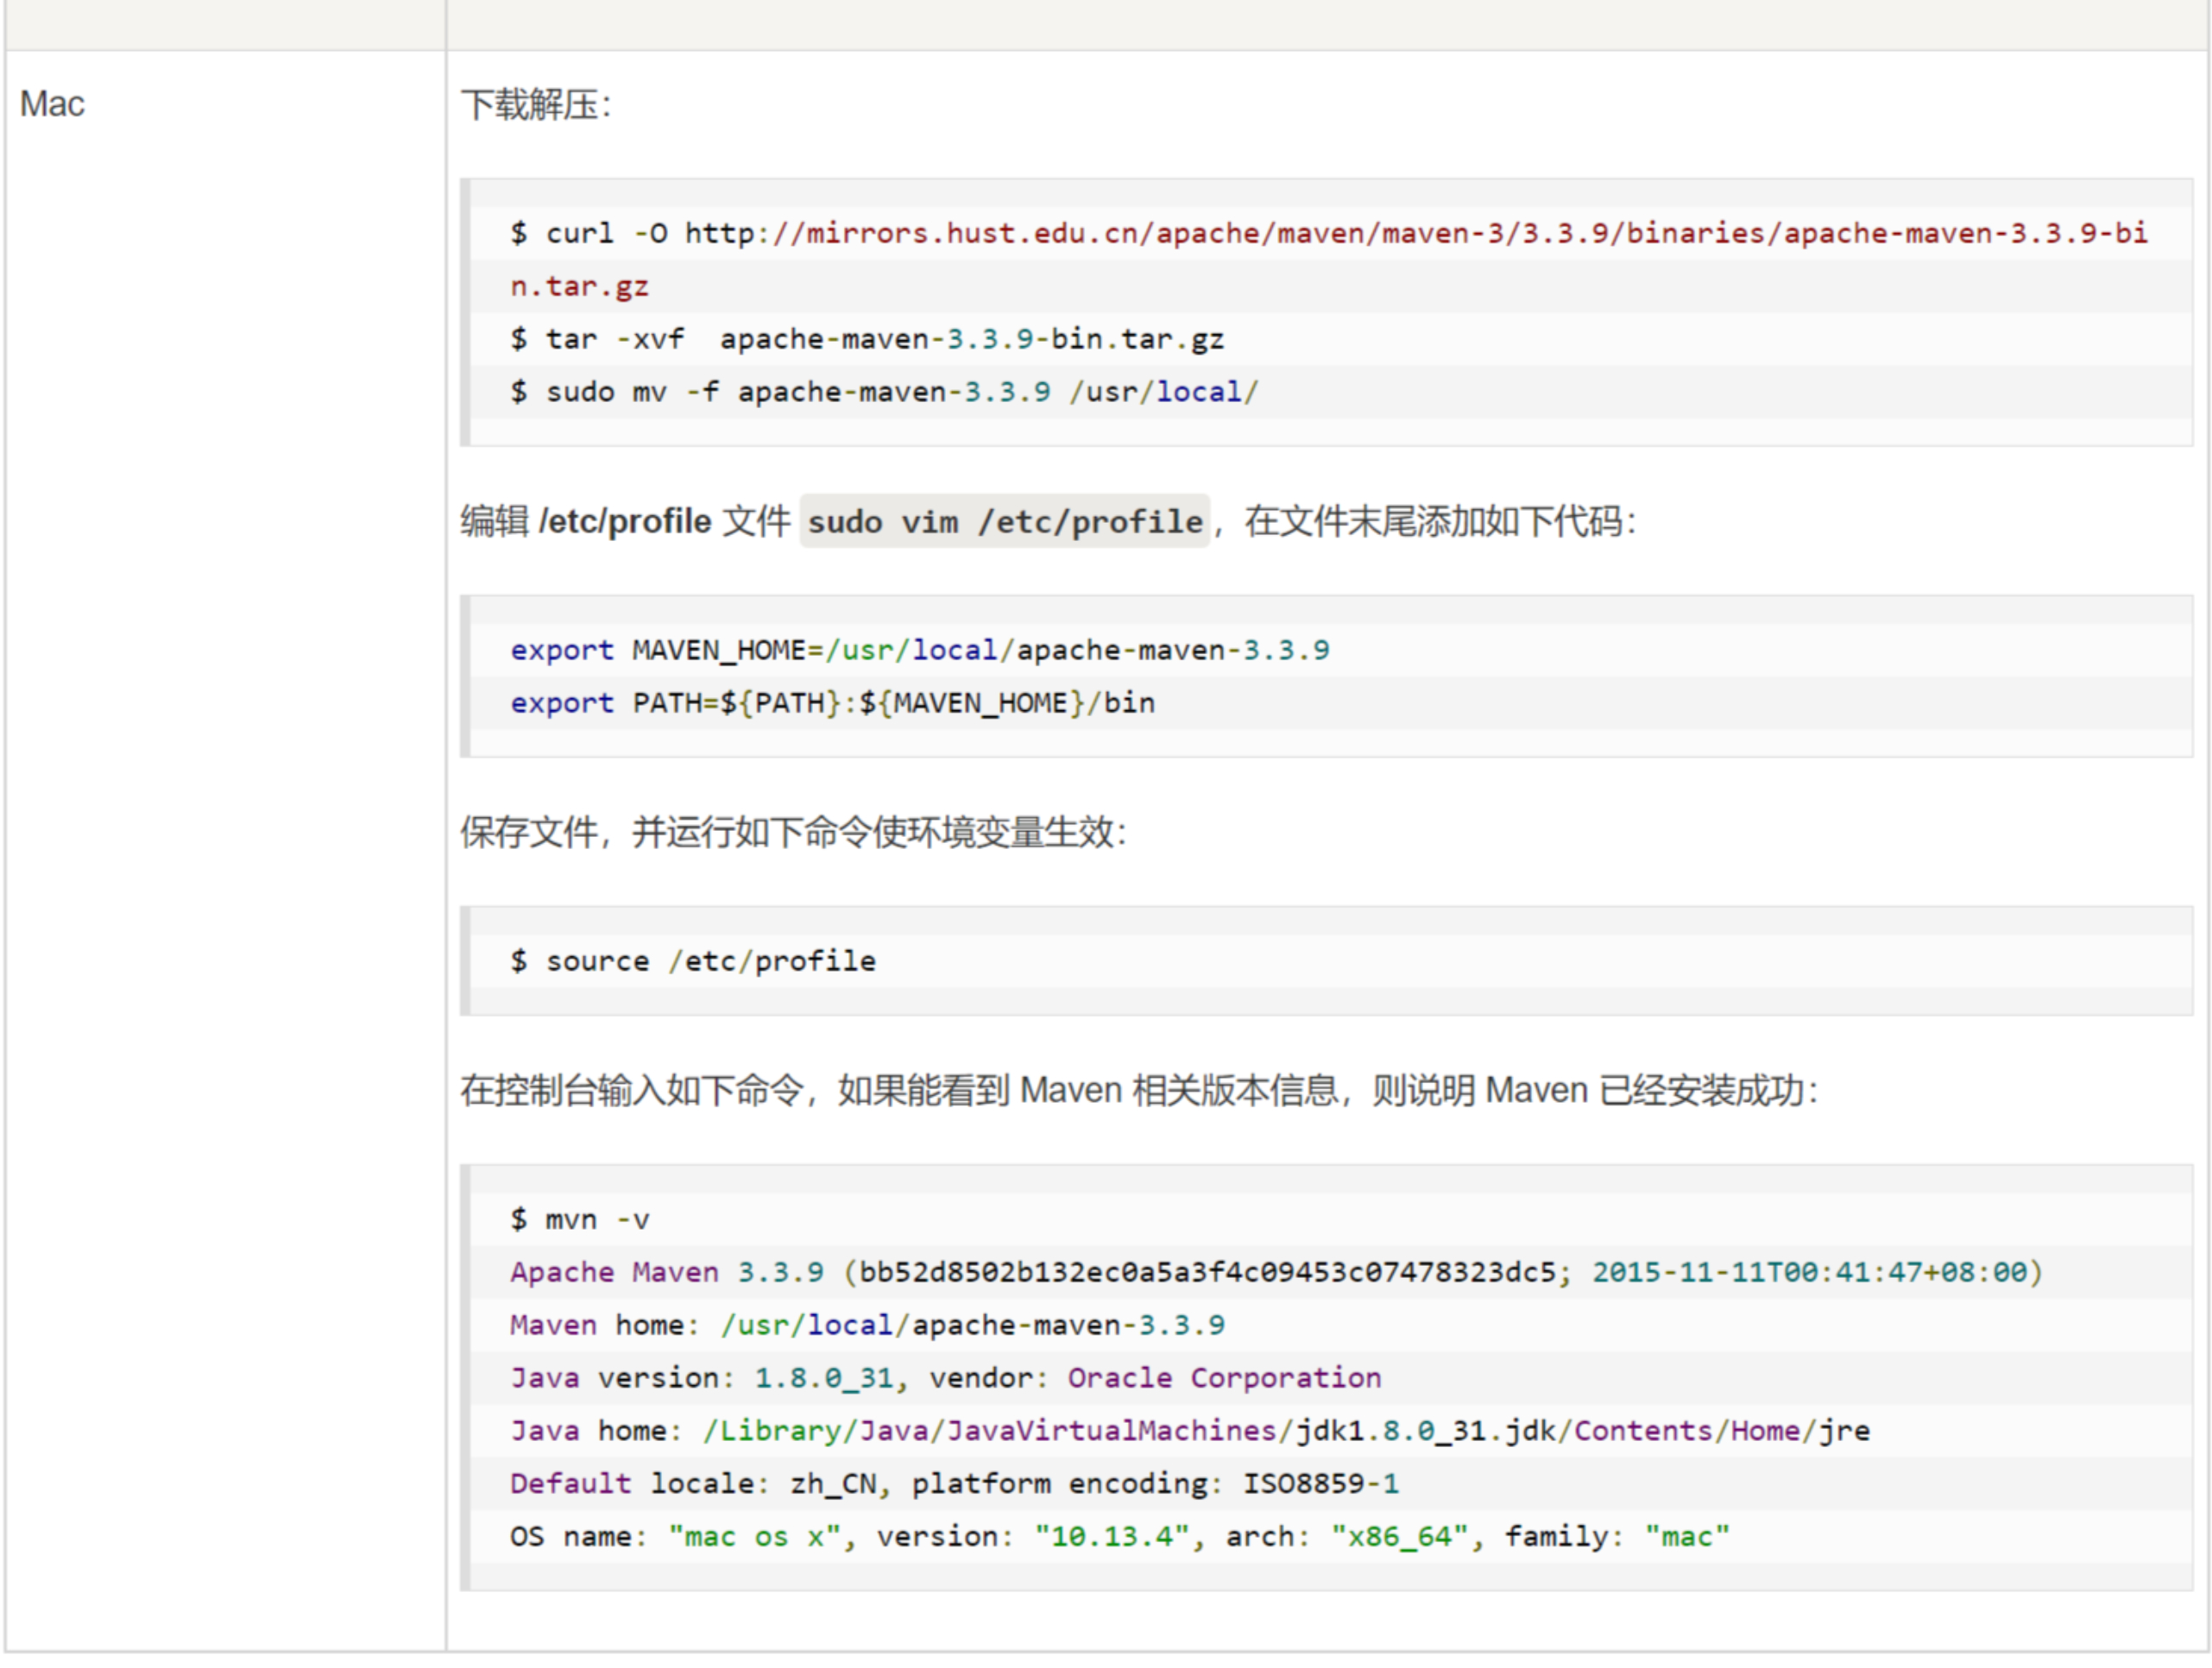 Mac
下载解压：
$ curl -O http://mirrors.hust.edu.cn/apache/maven/maven-3/3.3.9/binaries/apache-maven-3.3.9-bi
n.tar.gz
$ tar -xvf  apache-maven-3.3.9-bin.tar.gz
$ sudo mv -f apache-maven-3.3.9 /usr/local/
编辑 /etc/profile 文件 sudo vim /etc/profile，在文件末尾添加如下代码：
export MAVEN_HOME=/usr/local/apache-maven-3.3.9
export PATH=${PATH}:${MAVEN_HOME}/bin
保存文件，并运行如下命令使环境变量生效：
$ source /etc/profile
在控制台输入如下命令，如果能看到 Maven 相关版本信息，则说明 Maven 已经安装成功：
$ mvn -v
Apache Maven 3.3.9 (bb52d8502b132ec0a5a3f4c09453c07478323dc5; 2015-11-11T00:41:47+08:00)
Maven home: /usr/local/apache-maven-3.3.9
Java version: 1.8.0_31, vendor: Oracle Corporation
Java home: /Library/Java/JavaVirtualMachines/jdk1.8.0_31.jdk/Contents/Home/jre
Default locale: zh_CN, platform encoding: ISO8859-1
OS name: "mac os x", version: "10.13.4", arch: "x86_64", family: "mac"